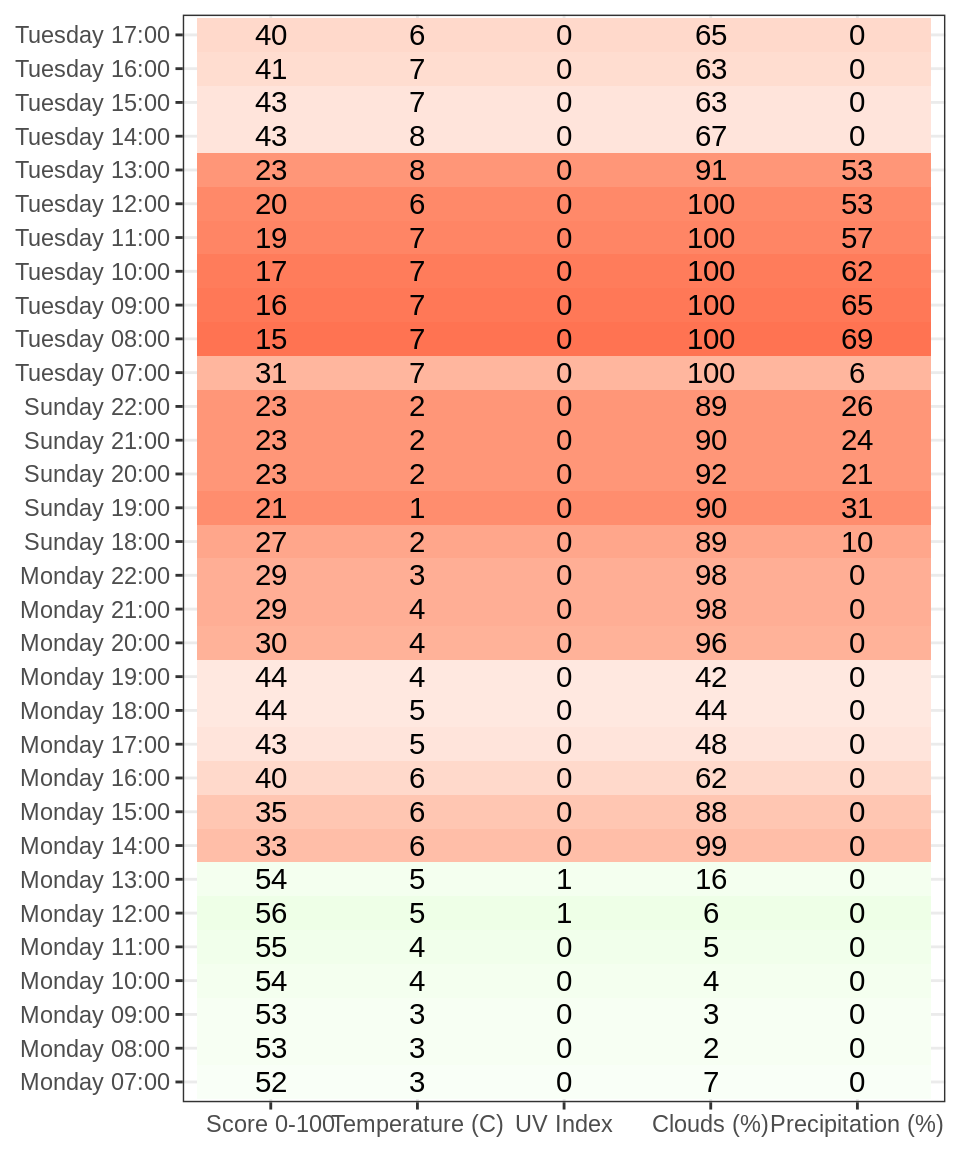 Tuesday 17:00 40 6 0 65 0
Tuesday 16:00 41 7 0 63 0
Tuesday 15:00 43 7 0 63 0
Tuesday 14:00 43 8 0 67 0
Tuesday 13:00 23 8 0 91 53
Tuesday 12:00 20 6 0 100 53
Tuesday 11:00 19 7 0 100 57
Tuesday 10:00 17 7 0 100 62
Tuesday 09:00 16 7 0 100 65
Tuesday 08:00 15 7 0 100 69
Tuesday 07:00 31 7 0 100 6
Sunday 22:00 23 2 0 89 26
Sunday 21:00 23 2 0 90 24
Sunday 20:00 23 2 0 92 21
Sunday 19:00 21 1 0 90 31
Sunday 18:00 27 2 0 89 10
Monday 22:00 29 3 0 98 0
Monday 21:00 29 4 0 98 0
Monday 20:00 30 4 0 96 0
Monday 19:00 44 4 0 42 0
Monday 18:00 44 5 0 44 0
Monday 17:00 43 5 0 48 0
Monday 16:00 40 6 0 62 0
Monday 15:00 35 6 0 88 0
Monday 14:00 33 6 0 99 0
Monday 13:00 54 5 1 16 0
Monday 12:00 56 5 1 6 0
Monday 11:00 55 4 0 5 0
Monday 10:00 54 4 0 4 0
Monday 09:00 53 3 0 3 0
Monday 08:00 53 3 0 2 0
Monday 07:00 52 3 0 7 0
Score 0-100 Temperature (C) UV Index Clouds (%) Precipitation (%)